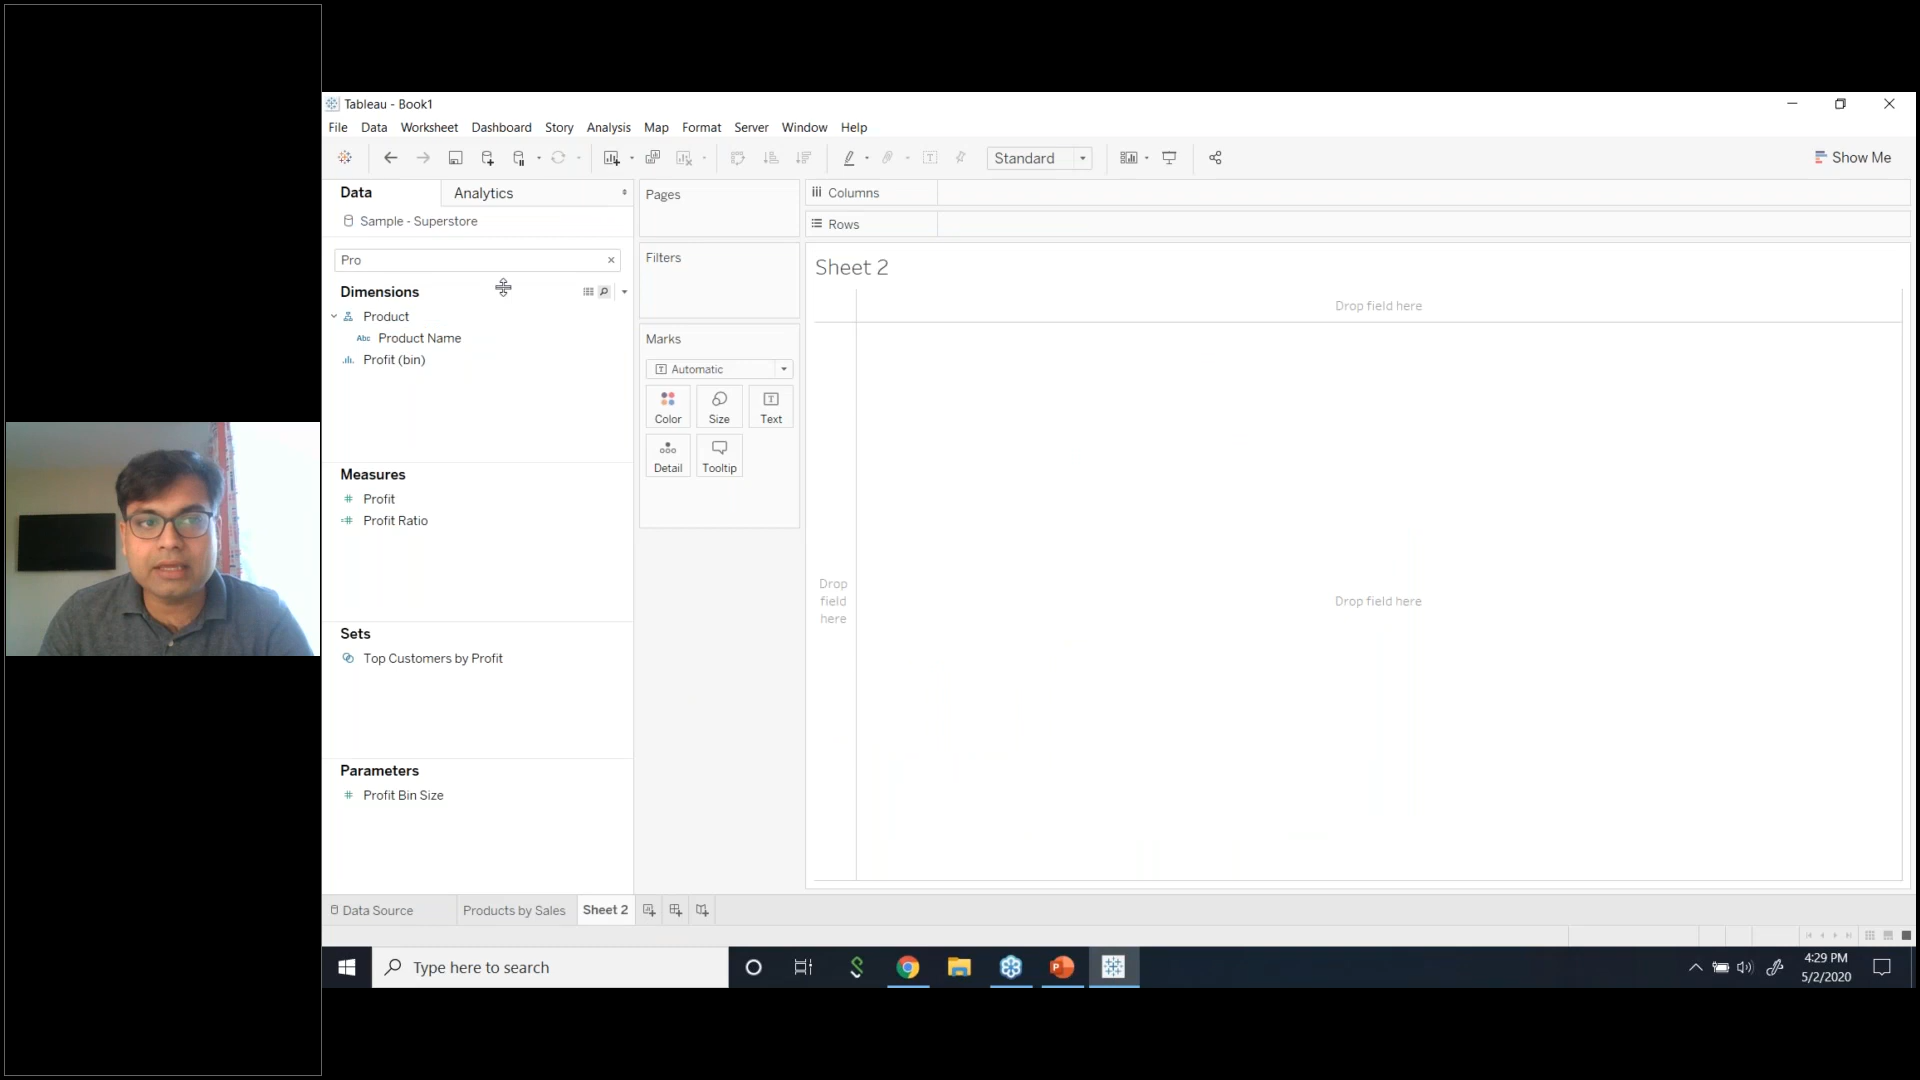 Tableau - Book1
File Data Worksheet Dashboard Story Analysis Map Format Server Window Help
Standard
Show Me
Data
Analytics
Sample - Superstore
Pro
Dimensions
Product
Abc Product Name
Profit (bin)
Measures
Profit
Profit Ratio
Sets
Top Customers by Profit
Parameters
Profit Bin Size
Pages
Filters
Marks
Automatic
Color Size Text
Detail Tooltip
Columns
Rows
Sheet 2
Drop field here
Drop
field
here
Drop field here
Data Source Products by Sales Sheet 2
Type here to search
4:29 PM
5/2/2020